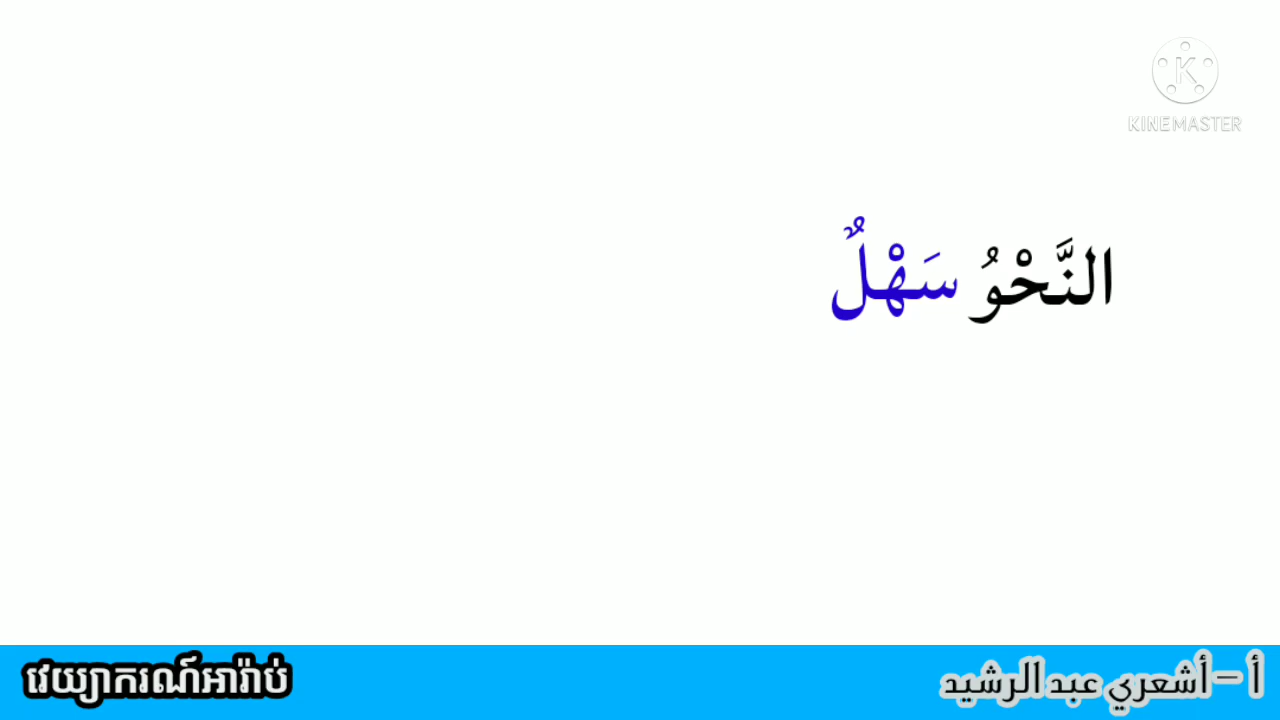 KINEMASTER
النَّحْوُ سَهْلٌ
វេយ្យាករណ៍អារ៉ាប់
أ – أشعري عبد الرشيد